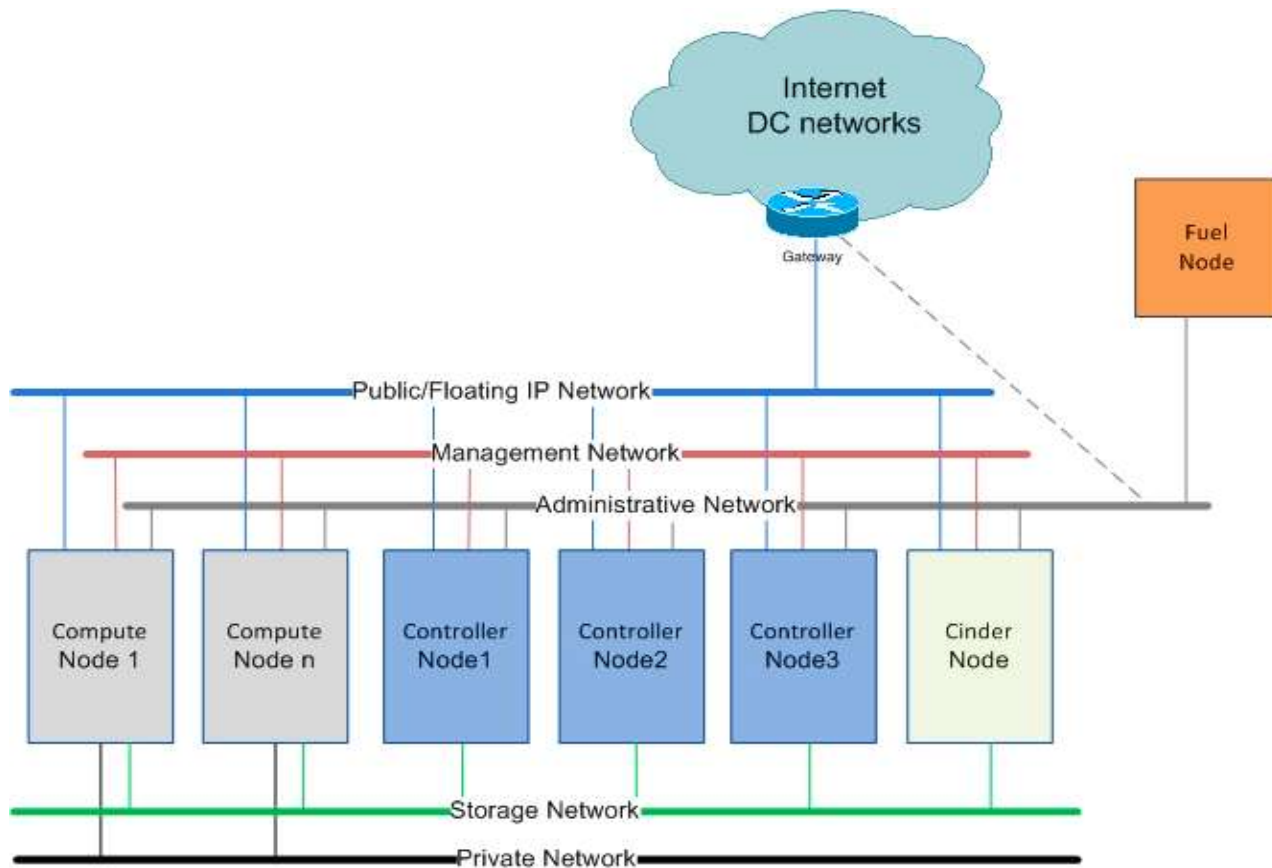 Internet
DC networks
Gateway
Fuel
Node
Public/Floating IP Network
Management Network
Administrative Network
Compute
Node 1
Compute
Node n
Controller
Node1
Controller
Node2
Controller
Node3
Cinder
Node
Storage Network
Private Network